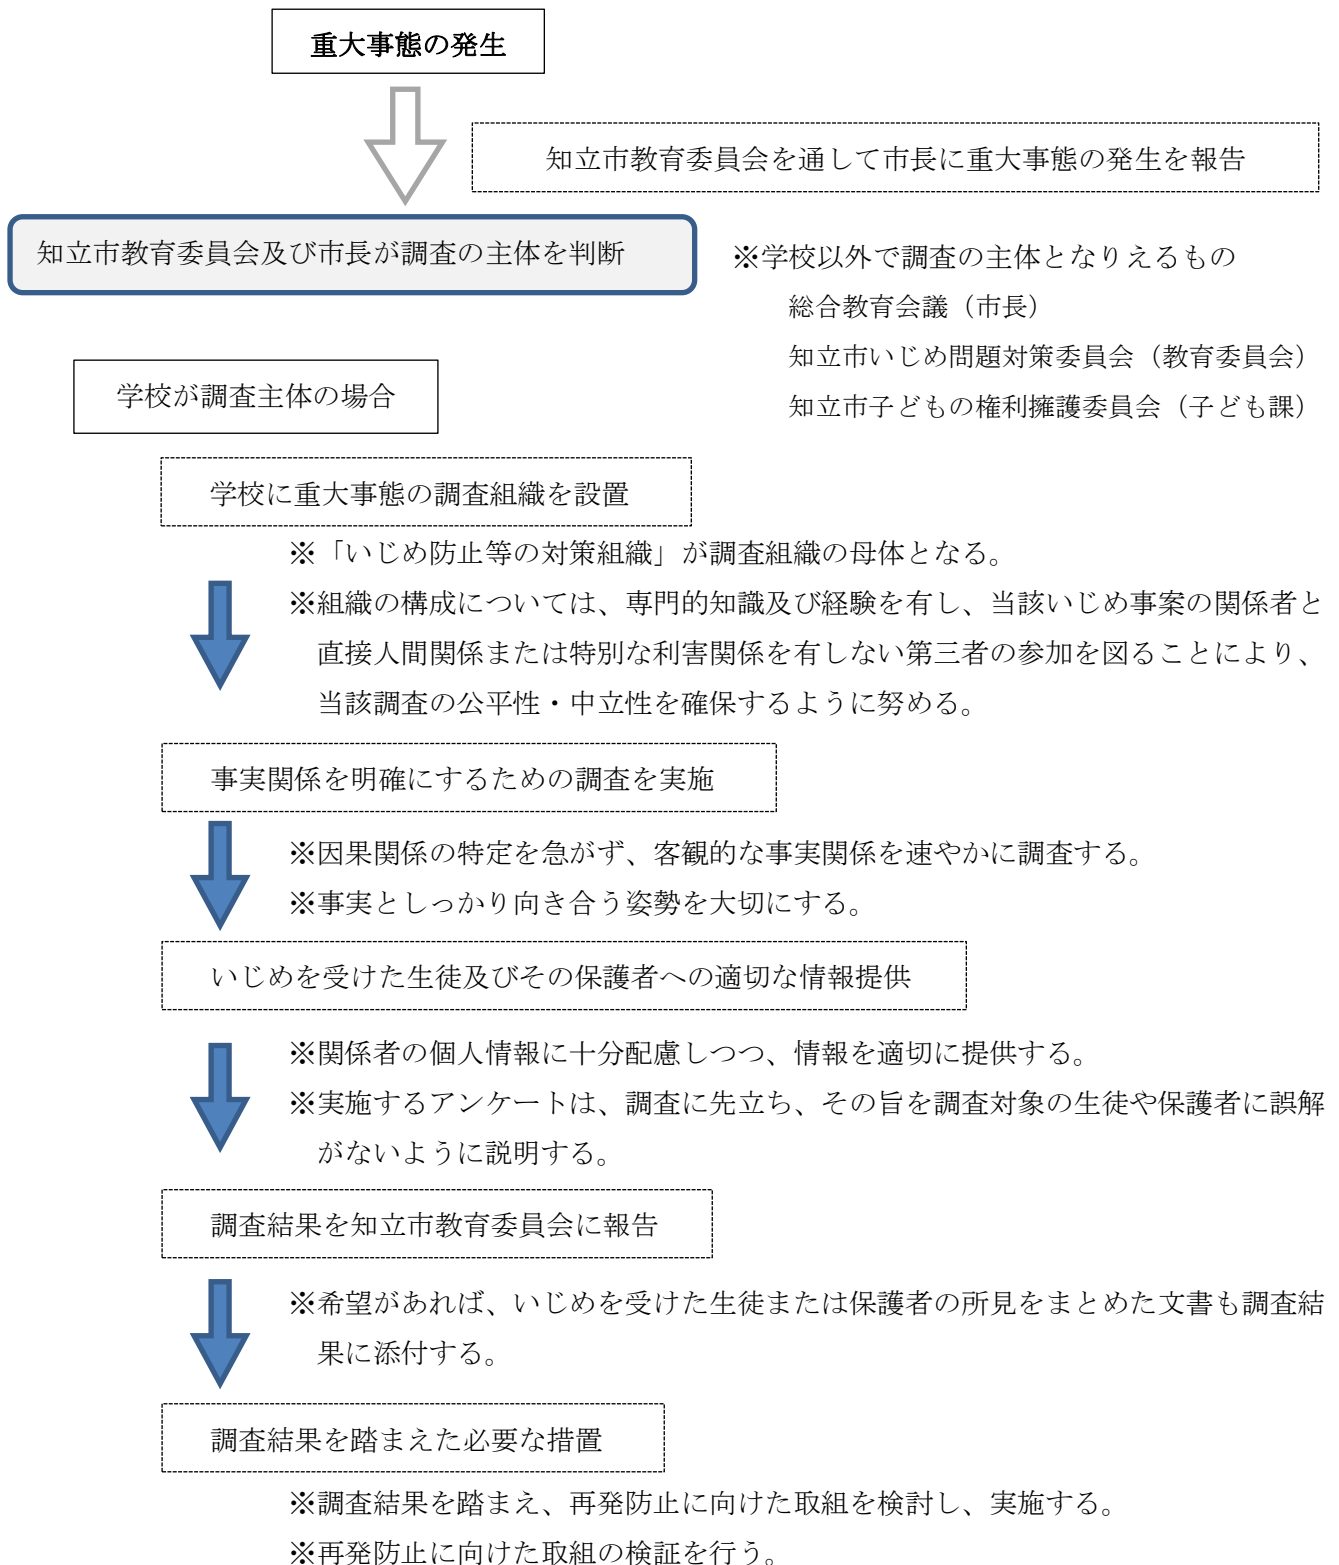 重大事態の発生
知立市教育委員会を通して市長に重大事態の発生を報告
知立市教育委員会及び市長が調査の主体を判断
※学校以外で調査の主体となりえるもの
総合教育会議（市長）
知立市いじめ問題対策委員会（教育委員会）
知立市子どもの権利擁護委員会（子ども課）
学校が調査主体の場合
学校に重大事態の調査組織を設置
※「いじめ防止等の対策組織」が調査組織の母体となる。
※組織の構成については、専門的知識及び経験を有し、当該いじめ事案の関係者と
直接人間関係または特別な利害関係を有しない第三者の参加を図ることにより、
当該調査の公平性・中立性を確保するように努める。
事実関係を明確にするための調査を実施
※因果関係の特定を急がず、客観的な事実関係を速やかに調査する。
※事実としっかり向き合う姿勢を大切にする。
いじめを受けた生徒及びその保護者への適切な情報提供
※関係者の個人情報に十分配慮しつつ、情報を適切に提供する。
※実施するアンケートは、調査に先立ち、その旨を調査対象の生徒や保護者に誤解
がないように説明する。
調査結果を知立市教育委員会に報告
※希望があれば、いじめを受けた生徒または保護者の所見をまとめた文書も調査結
果に添付する。
調査結果を踏まえた必要な措置
※調査結果を踏まえ、再発防止に向けた取組を検討し、実施する。
※再発防止に向けた取組の検証を行う。